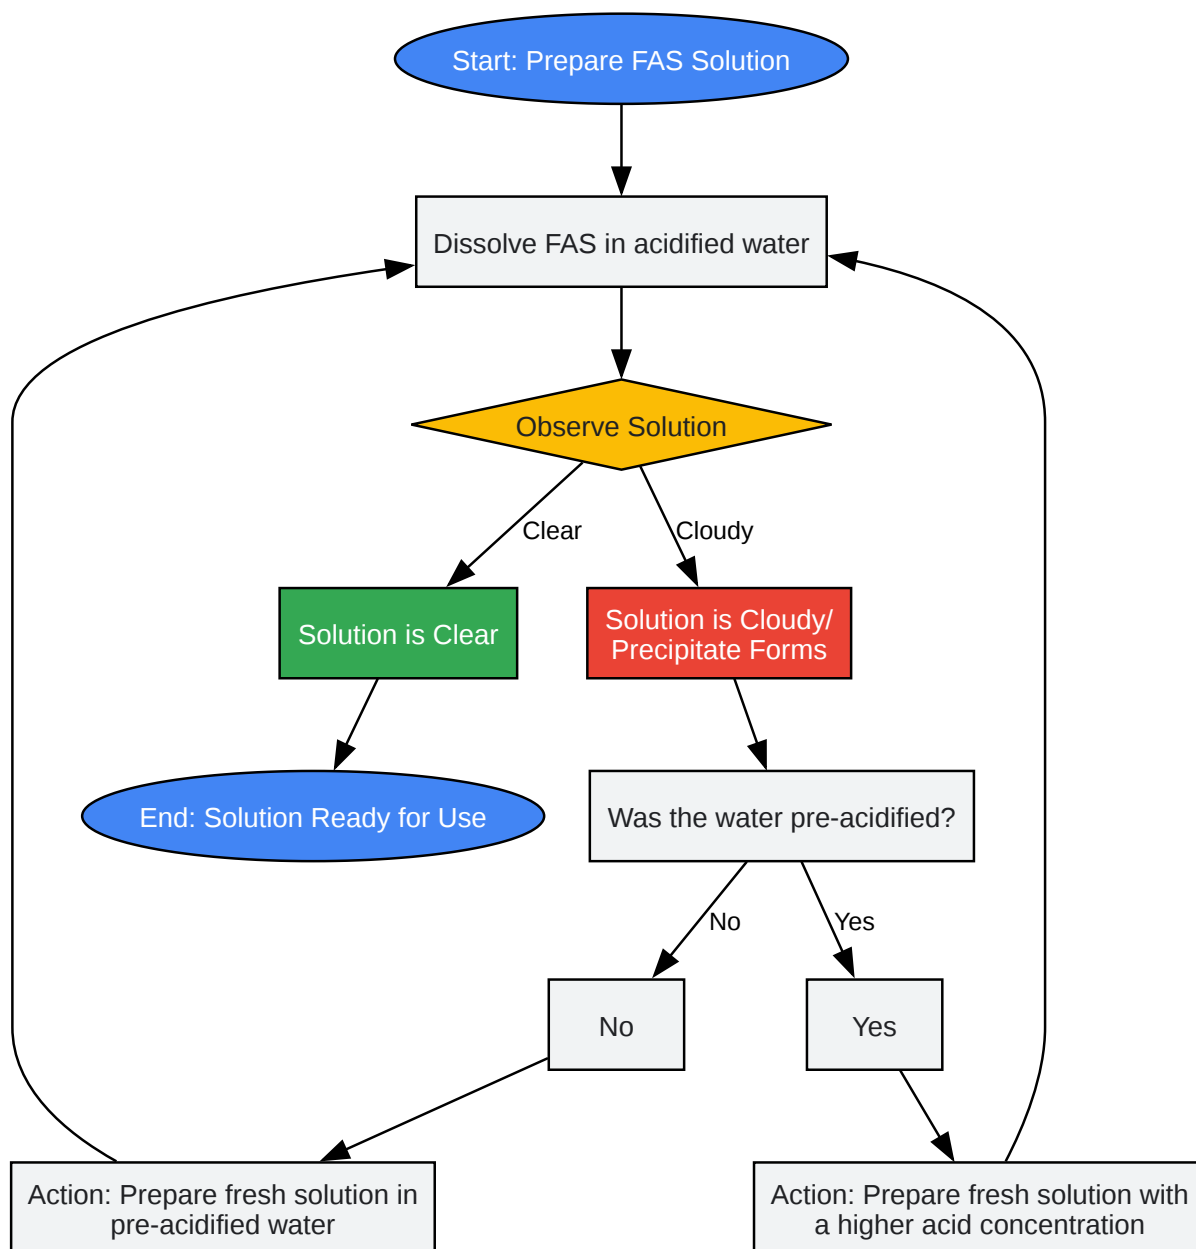 Start: Prepare FAS Solution
Dissolve FAS in acidified water
Observe Solution
Clear
Cloudy
Solution is Clear
Solution is Cloudy/
Precipitate Forms
End: Solution Ready for Use
Was the water pre-acidified?
No
Yes
No
Yes
Action: Prepare fresh solution in
pre-acidified water
Action: Prepare fresh solution with
a higher acid concentration